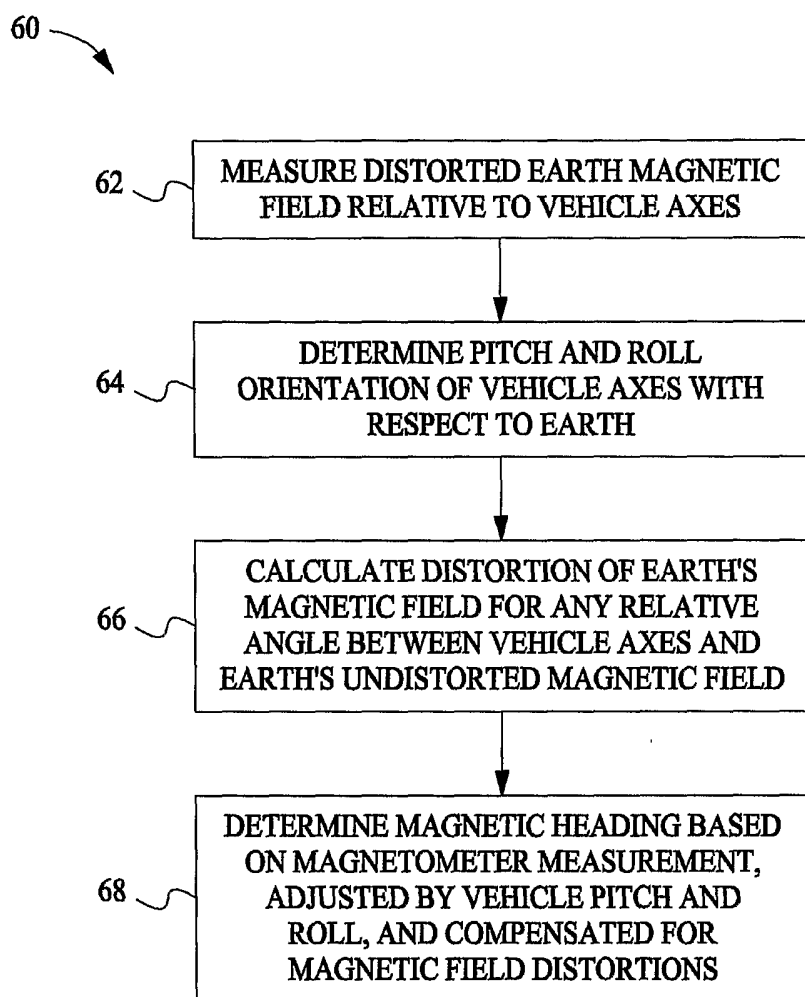 60
62
MEASURE DISTORTED EARTH MAGNETIC
FIELD RELATIVE TO VEHICLE AXES
64
DETERMINE PITCH AND ROLL
ORIENTATION OF VEHICLE AXES WITH
RESPECT TO EARTH
66
CALCULATE DISTORTION OF EARTH'S
MAGNETIC FIELD FOR ANY RELATIVE
ANGLE BETWEEN VEHICLE AXES AND
EARTH'S UNDISTORTED MAGNETIC FIELD
68
DETERMINE MAGNETIC HEADING BASED
ON MAGNETOMETER MEASUREMENT,
ADJUSTED BY VEHICLE PITCH AND
ROLL, AND COMPENSATED FOR
MAGNETIC FIELD DISTORTIONS